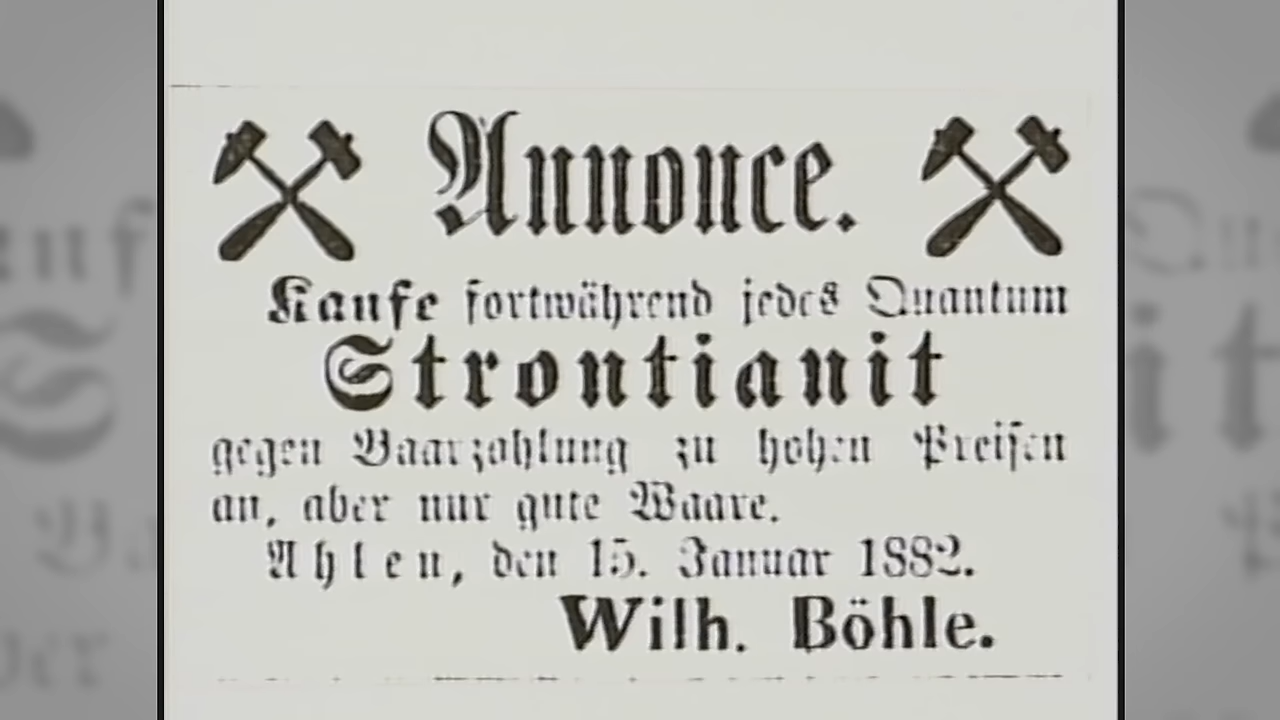 Annonce.
Kaufe fortwährend jedes Quantum
Strontianit
gegen Baarzahlung zu hohen Preisen
an, aber nur gute Waare.
Ahlen, den 15. Januar 1882.
Wilh. Böhle.